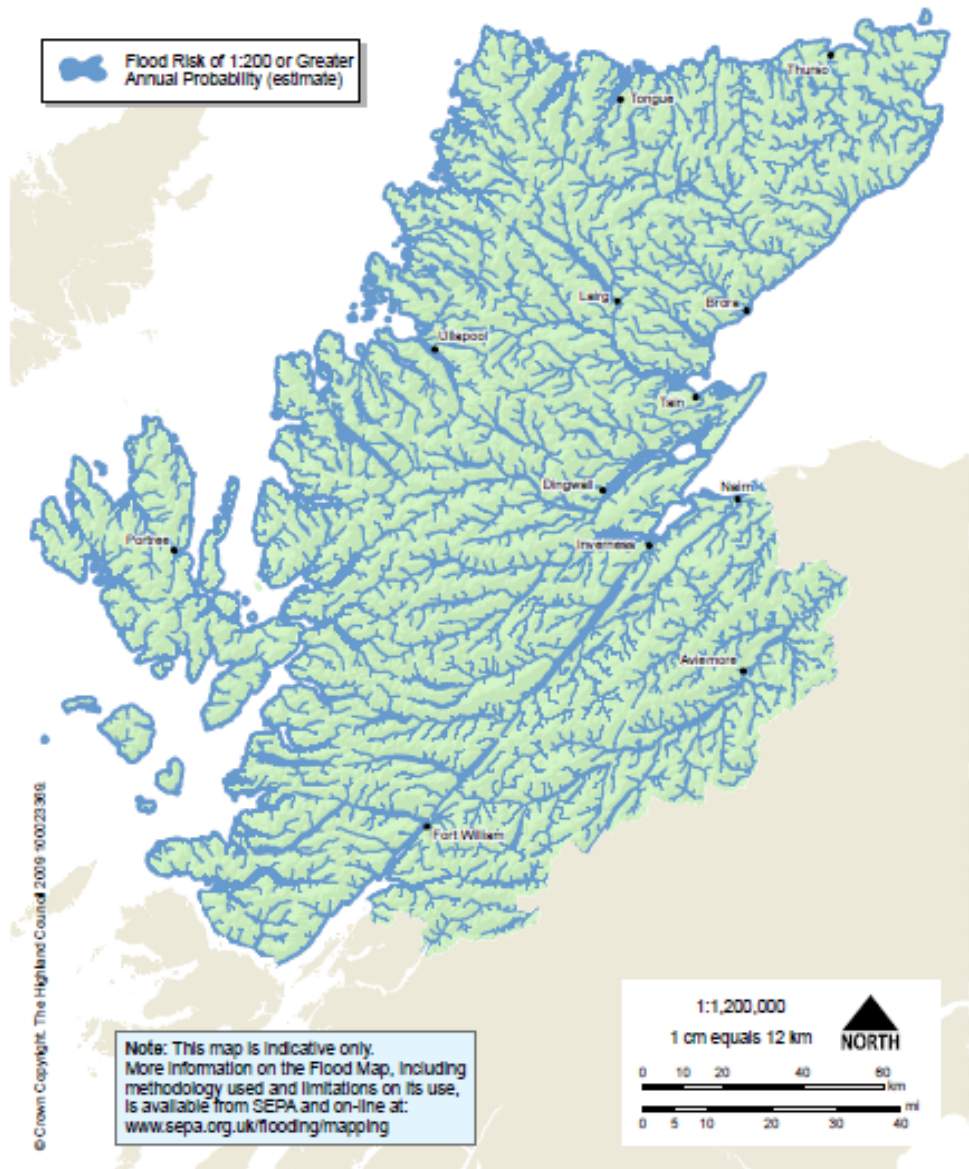 Flood Risk of 1:200 or Greater
Annual Probability (estimate)
Thurso
Tongue
Lairg
Brora
Ullapool
Tain
Dingwall
Nairn
Portree
Inverness
Aviemore
Fort William
© Crown Copyright. The Highland Council 2009 100023369.
Note: This map is indicative only.
More information on the Flood Map, including
methodology used and limitations on its use,
is available from SEPA and on-line at:
www.sepa.org.uk/flooding/mapping
1:1,200,000
1 cm equals 12 km
NORTH
0 10 20 40 60
km
mi
0 5 10 20 30 40